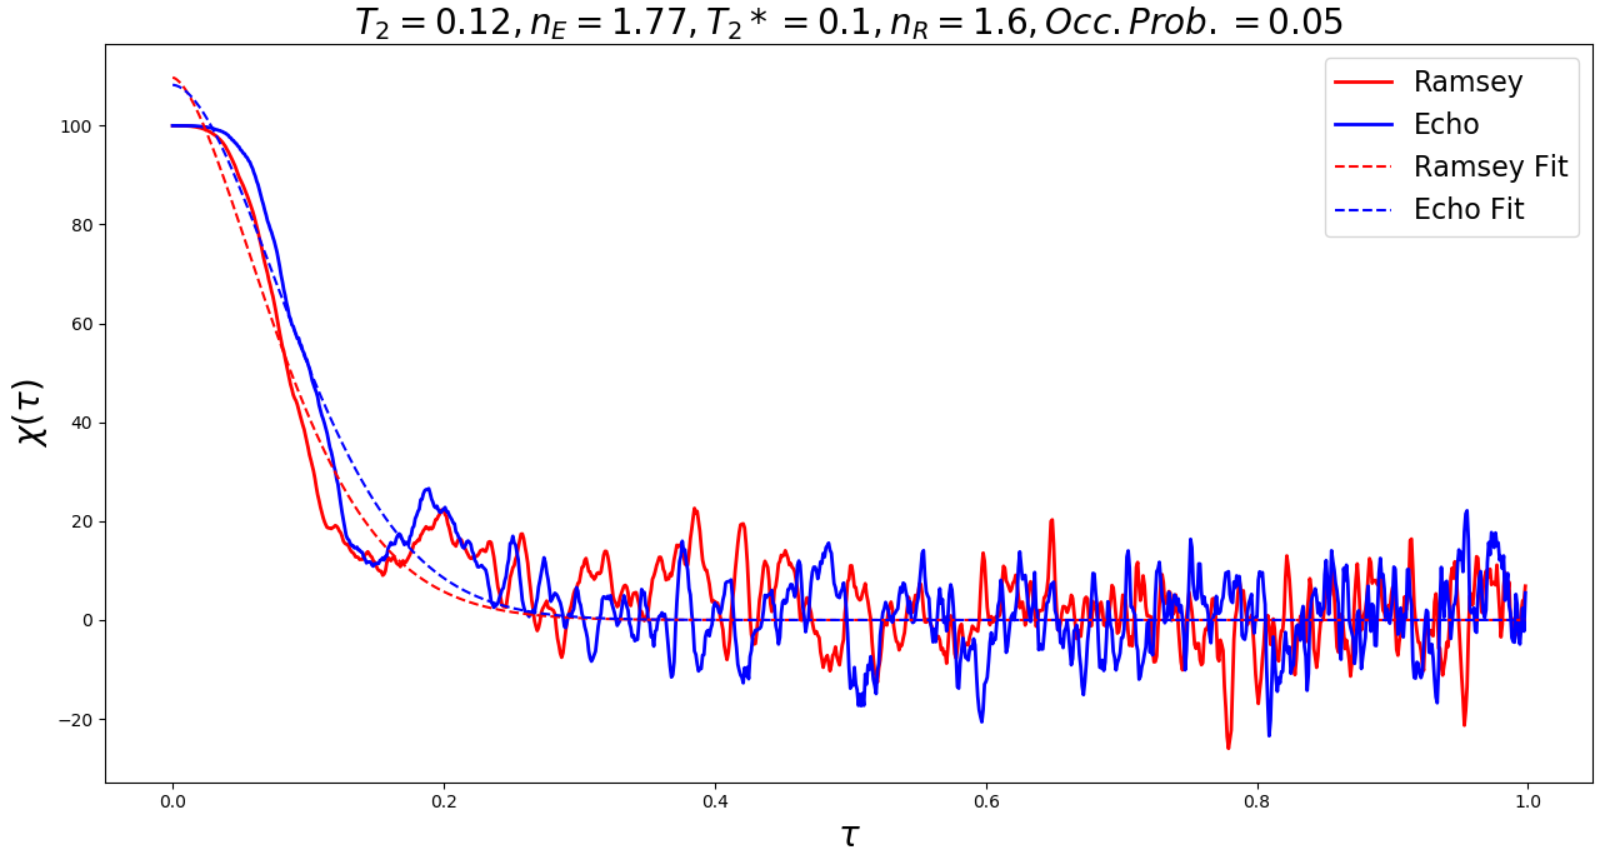 T₂ = 0.12, n_E = 1.77, T₂* = 0.1, n_R = 1.6, Occ. Prob. = 0.05
Ramsey
Echo
Ramsey Fit
Echo Fit
χ(τ)
100
80
60
40
20
0
−20
0.0 0.2 0.4 0.6 0.8 1.0
τ